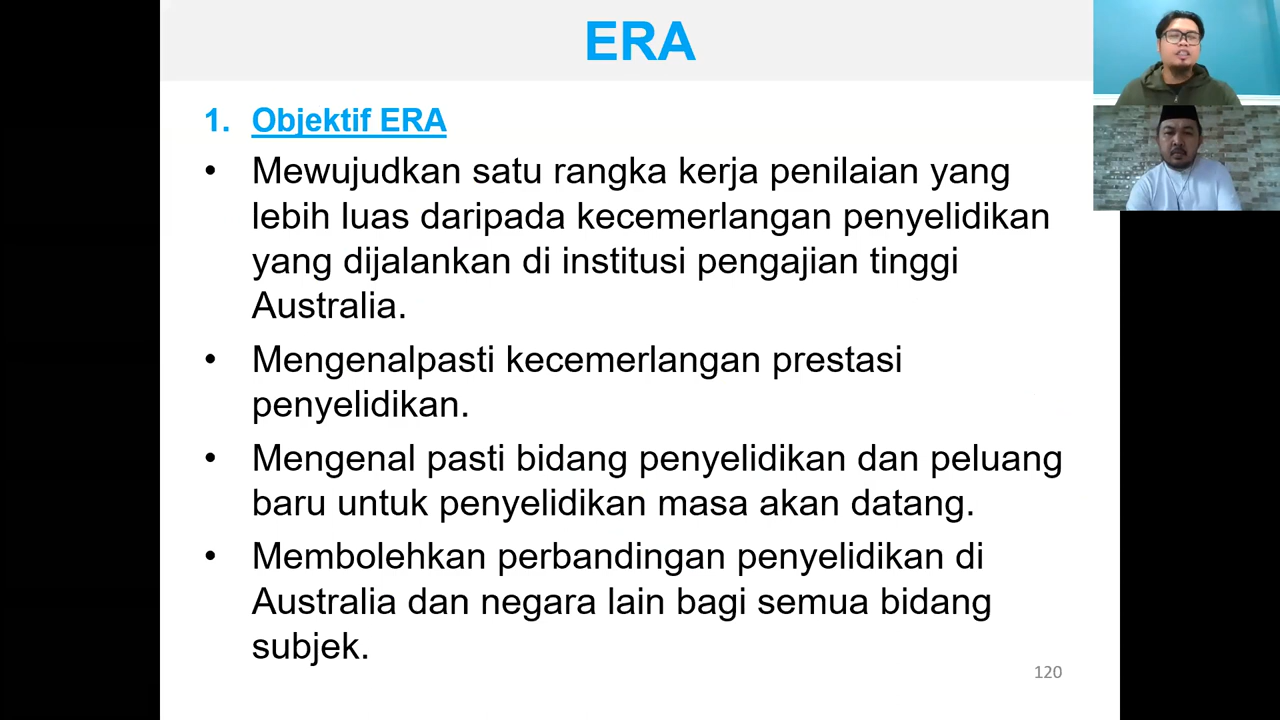 ERA
1. Objektif ERA
• Mewujudkan satu rangka kerja penilaian yang
lebih luas daripada kecemerlangan penyelidikan
yang dijalankan di institusi pengajian tinggi
Australia.
• Mengenalpasti kecemerlangan prestasi
penyelidikan.
• Mengenal pasti bidang penyelidikan dan peluang
baru untuk penyelidikan masa akan datang.
• Membolehkan perbandingan penyelidikan di
Australia dan negara lain bagi semua bidang
subjek.
120